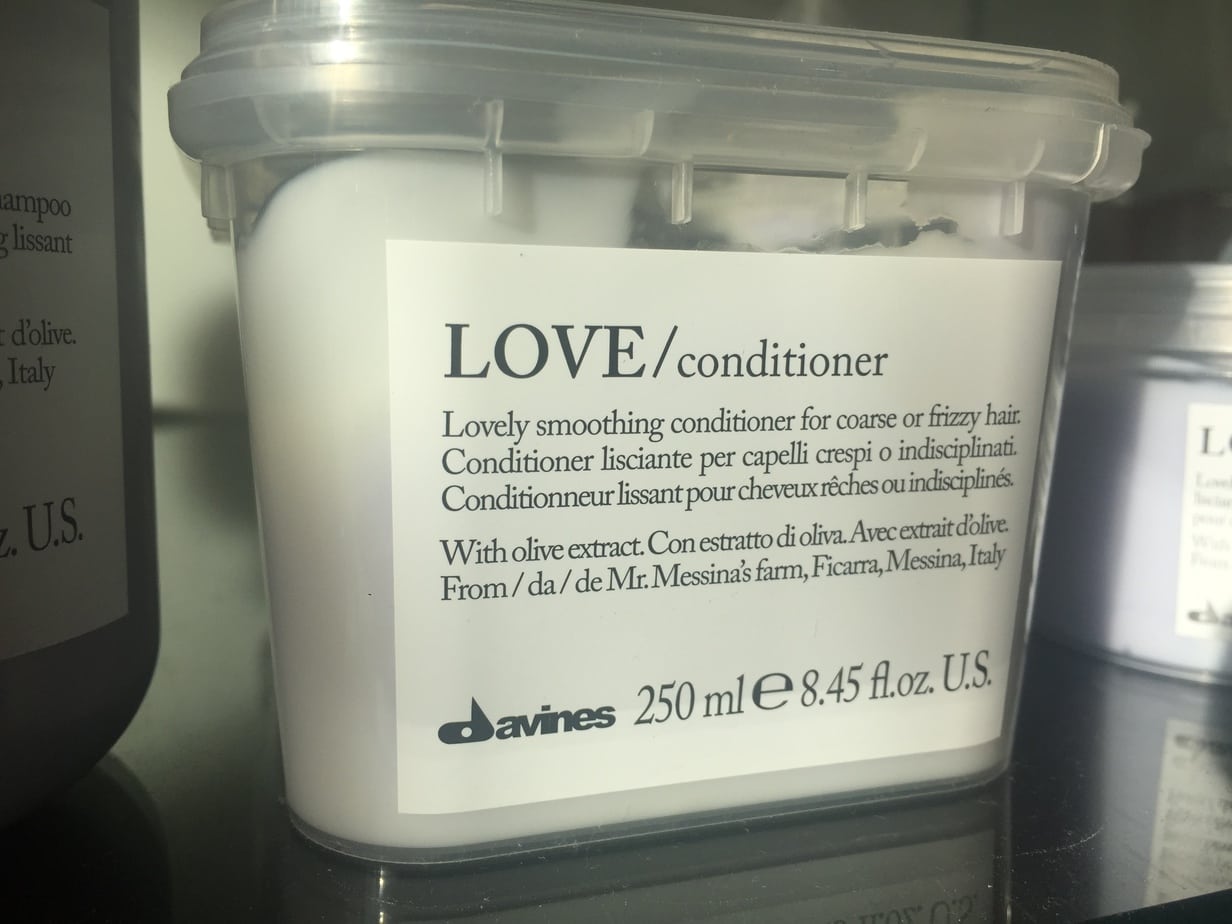 ampoo
lissant
d'olive.
, Italy
z. U.S.
LOVE/conditioner
Lovely smoothing conditioner for coarse or frizzy hair.
Conditioner lisciante per capelli crespi o indisciplinati.
Conditionneur lissant pour cheveux rêches ou indisciplinés.
With olive extract. Con estratto di oliva. Avec extrait d'olive.
From / da / de Mr. Messina's farm, Ficarra, Messina, Italy
davines 250 ml e 8.45 fl.oz. U.S.